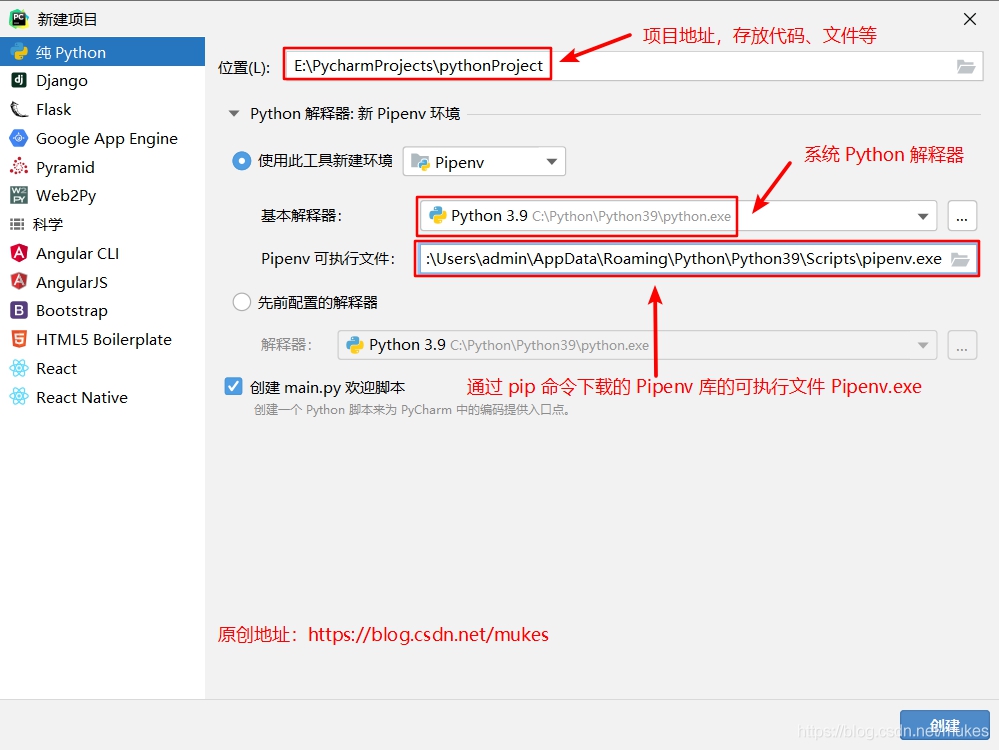 新建项目
纯 Python
Django
Flask
Google App Engine
Pyramid
Web2Py
科学
Angular CLI
AngularJS
Bootstrap
HTML5 Boilerplate
React
React Native
项目地址，存放代码、文件等
位置(L): E:\PycharmProjects\pythonProject
Python 解释器: 新 Pipenv 环境
使用此工具新建环境 Pipenv
系统 Python 解释器
基本解释器: Python 3.9 C:\Python\Python39\python.exe ...
Pipenv 可执行文件: :\Users\admin\AppData\Roaming\Python\Python39\Scripts\pipenv.exe
先前配置的解释器
解释器: Python 3.9 C:\Python\Python39\python.exe ...
创建 main.py 欢迎脚本
通过 pip 命令下载的 Pipenv 库的可执行文件 Pipenv.exe
创建一个 Python 脚本来为 PyCharm 中的编码提供入口点。
原创地址：https://blog.csdn.net/mukes
创建
https://blog.csdn.net/mukes